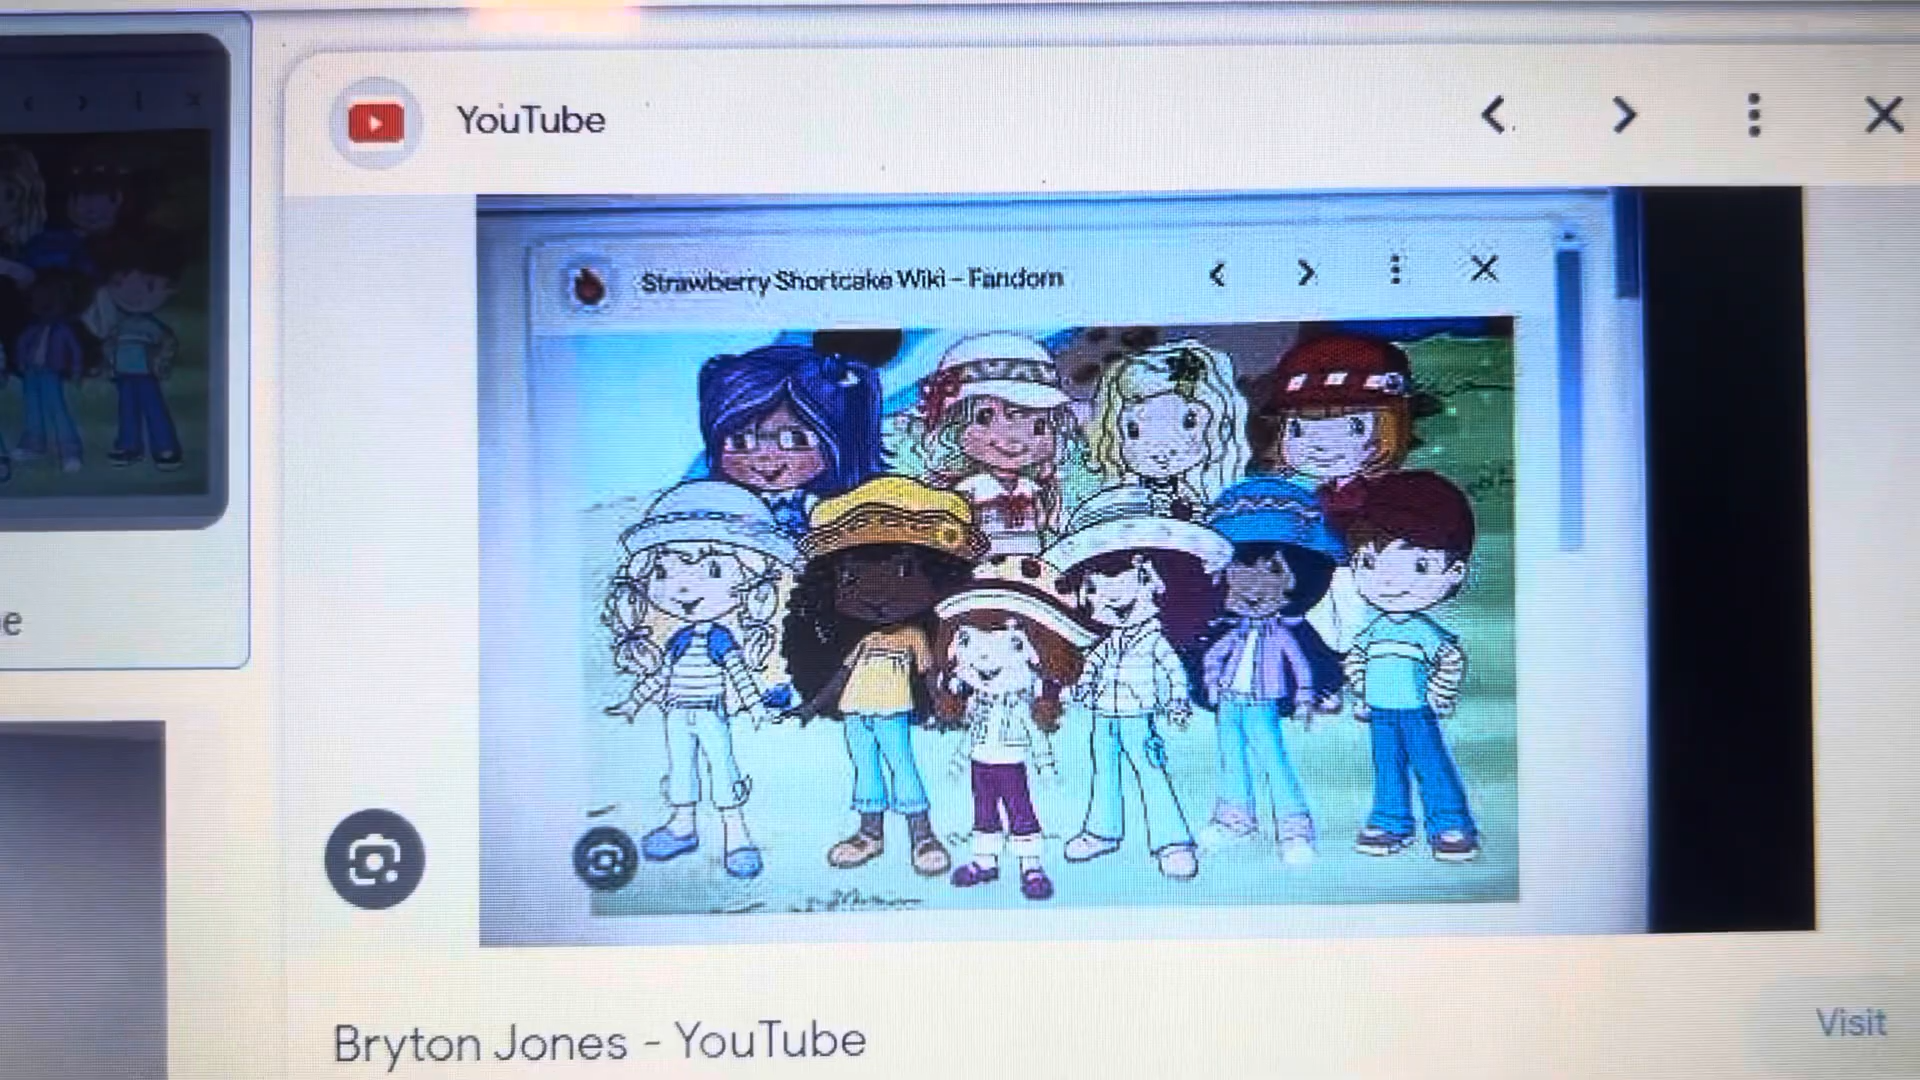 YouTube
Strawberry Shortcake Wiki - Fandom
e
Bryton Jones - YouTube
Visit